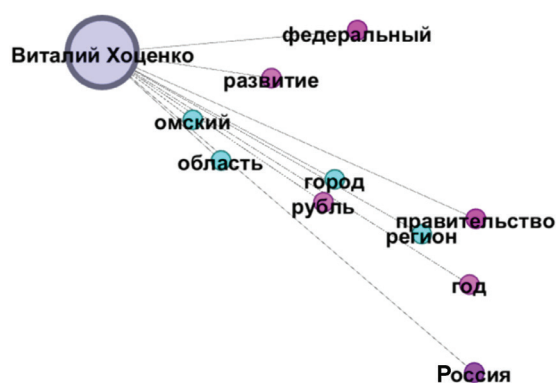 федеральный
Виталий Хоценко
развитие
омский
область
город
рубль
правительство
регион
год
Россия